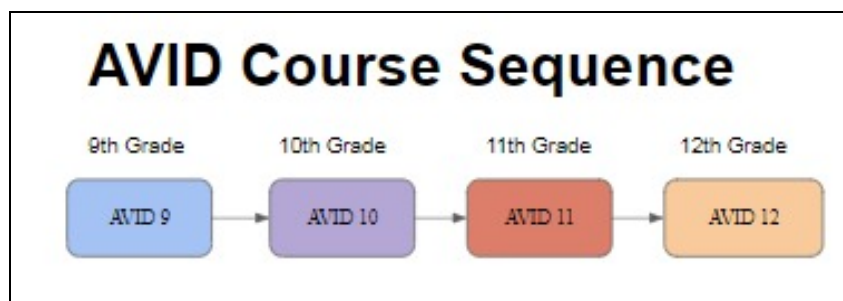 AVID Course Sequence
9th Grade 10th Grade 11th Grade 12th Grade
AVID 9 AVID 10 AVID 11 AVID 12